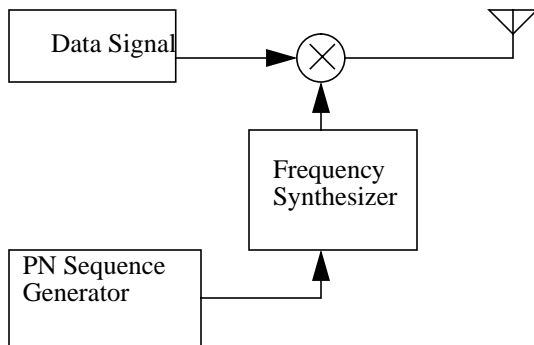 Data Signal
Frequency
Synthesizer
PN Sequence
Generator